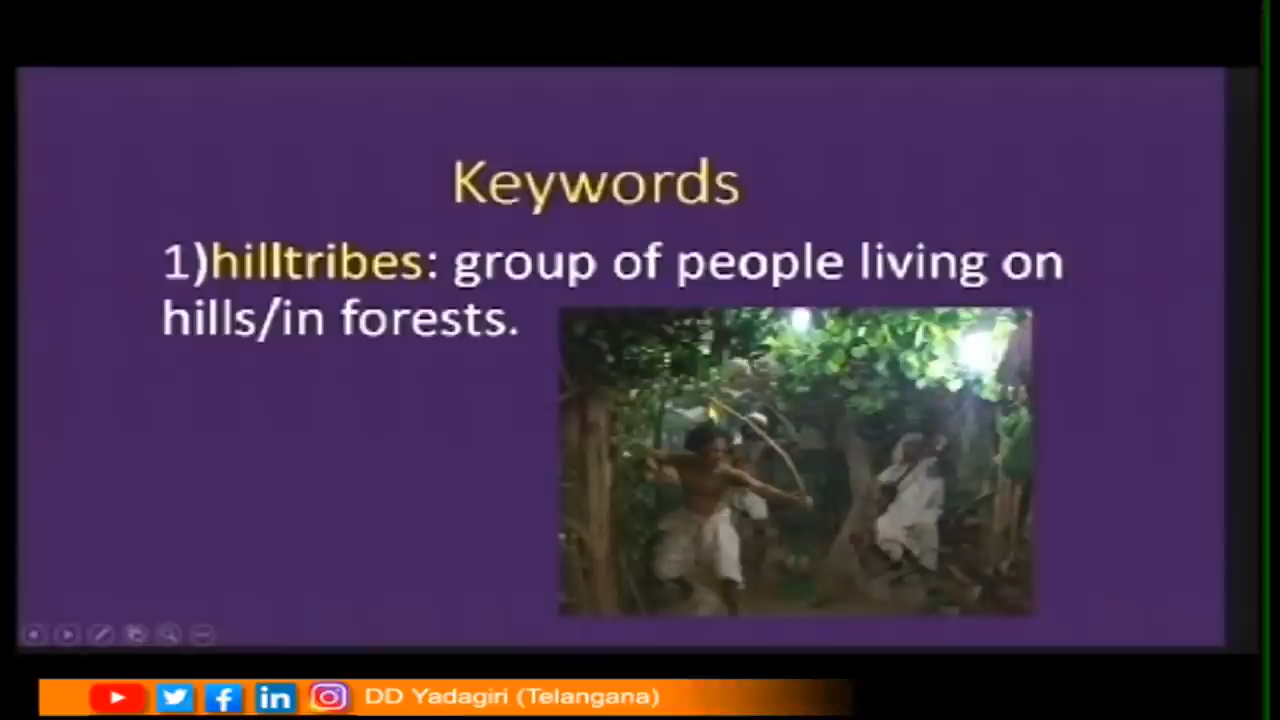 Keywords
1)hilltribes: group of people living on
hills/in forests.
DD Yadagiri (Telangana)